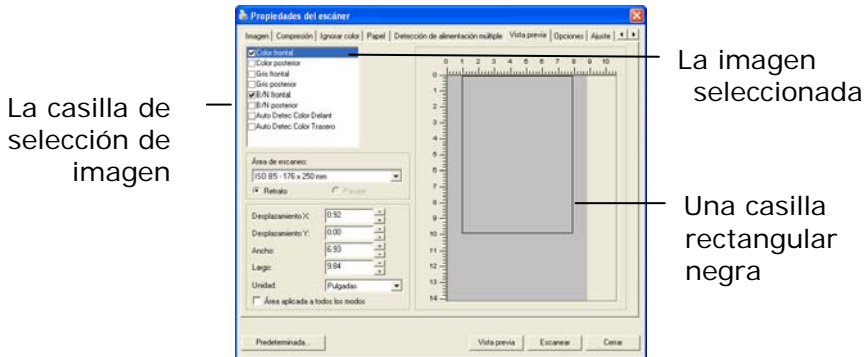 Propiedades del escáner
Imagen Compresión Ignorar color Papel Detección de alimentación múltiple Vista previa Opciones Ajuste
Color frontal
Color posterior
Gris frontal
Gris posterior
B/N frontal
B/N posterior
Auto Detec Color Delant
Auto Detec Color Trasero
Área de escaneo:
ISO B5 - 176 x 250 mm
Retrato Paisaje
Desplazamiento X: 0.92
Desplazamiento Y: 0.00
Ancho: 6.93
Largo: 9.84
Unidad: Pulgadas
Área aplicada a todos los modos
0 1 2 3 4 5 6 7 8 9 10
0
1
2
3
4
5
6
7
8
9
10
11
12
13
14
Predeterminada... Vista previa Escanear Cerrar
La casilla de
selección de
imagen
La imagen
seleccionada
Una casilla
rectangular
negra